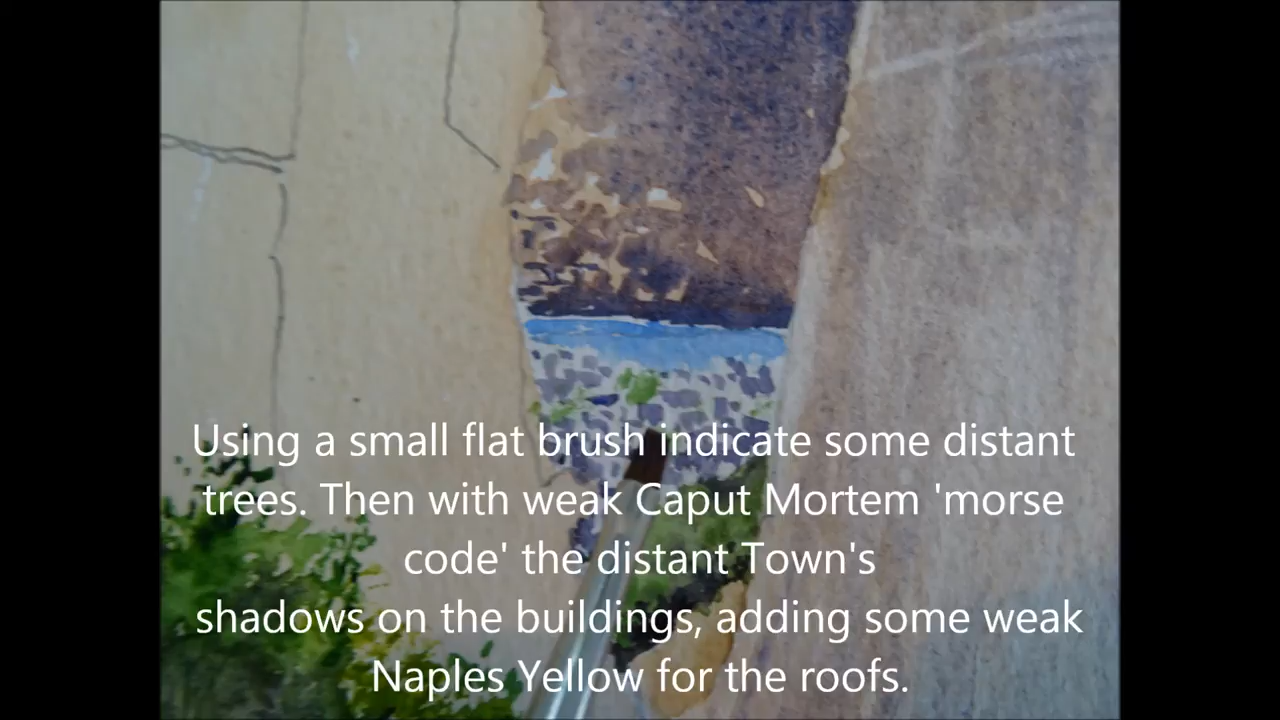 Using a small flat brush indicate some distant
trees. Then with weak Caput Mortem 'morse
code' the distant Town's
shadows on the buildings, adding some weak
Naples Yellow for the roofs.